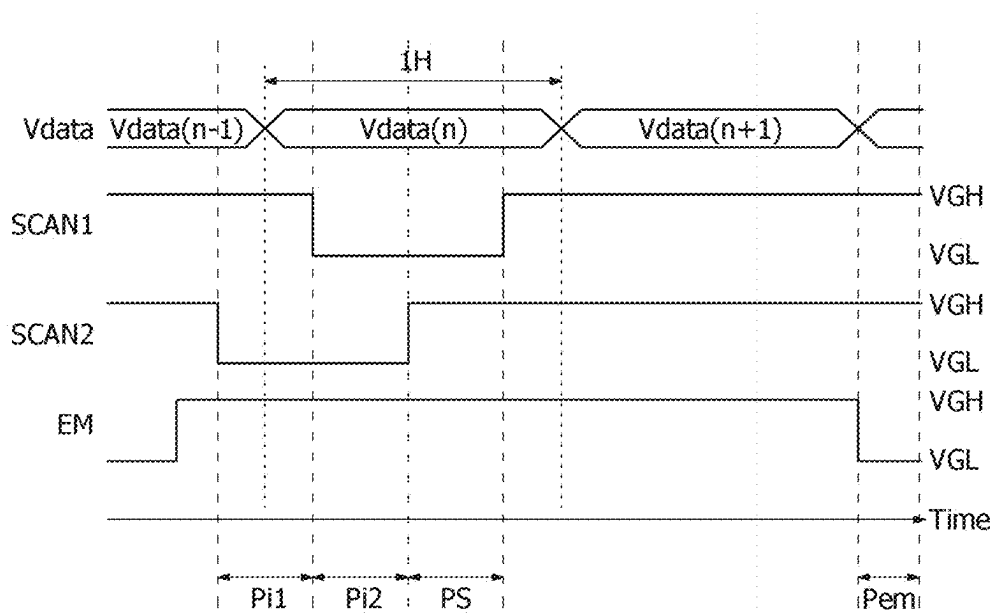 1H
Vdata Vdata(n-1) Vdata(n) Vdata(n+1)
VGH
SCAN1
VGL
VGH
SCAN2
VGL
VGH
EM
VGL
Time
Pi1 Pi2 PS Pem